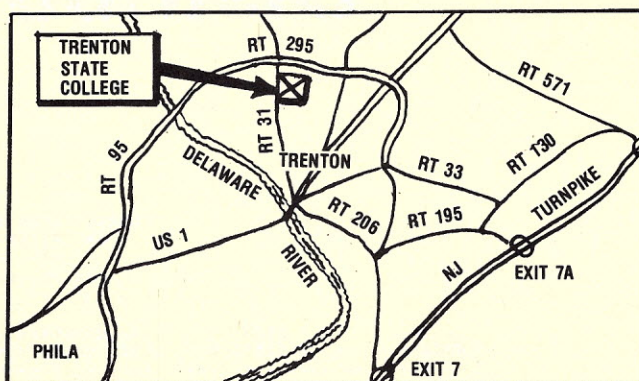 TRENTON
STATE
COLLEGE
RT 295
RT 571
RT 31
RT 130
RT 95
DELAWARE
TRENTON
RT 33
TURNPIKE
RT 206
RT 195
US 1
RIVER
NJ
EXIT 7A
PHILA
EXIT 7